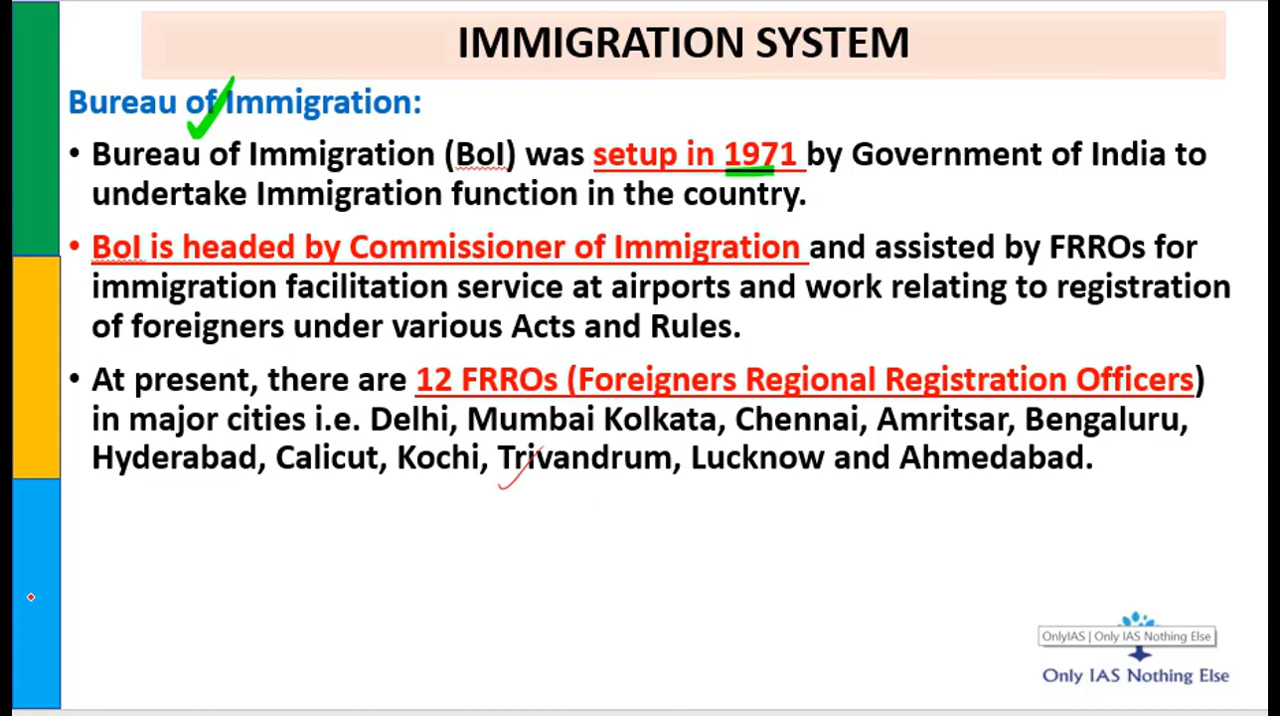 IMMIGRATION SYSTEM
Bureau of Immigration:
• Bureau of Immigration (BoI) was setup in 1971 by Government of India to
undertake Immigration function in the country.
• BoI is headed by Commissioner of Immigration and assisted by FRROs for
immigration facilitation service at airports and work relating to registration
of foreigners under various Acts and Rules.
• At present, there are 12 FRROs (Foreigners Regional Registration Officers)
in major cities i.e. Delhi, Mumbai Kolkata, Chennai, Amritsar, Bengaluru,
Hyderabad, Calicut, Kochi, Trivandrum, Lucknow and Ahmedabad.
OnlyIAS | Only IAS Nothing Else
Only IAS Nothing Else